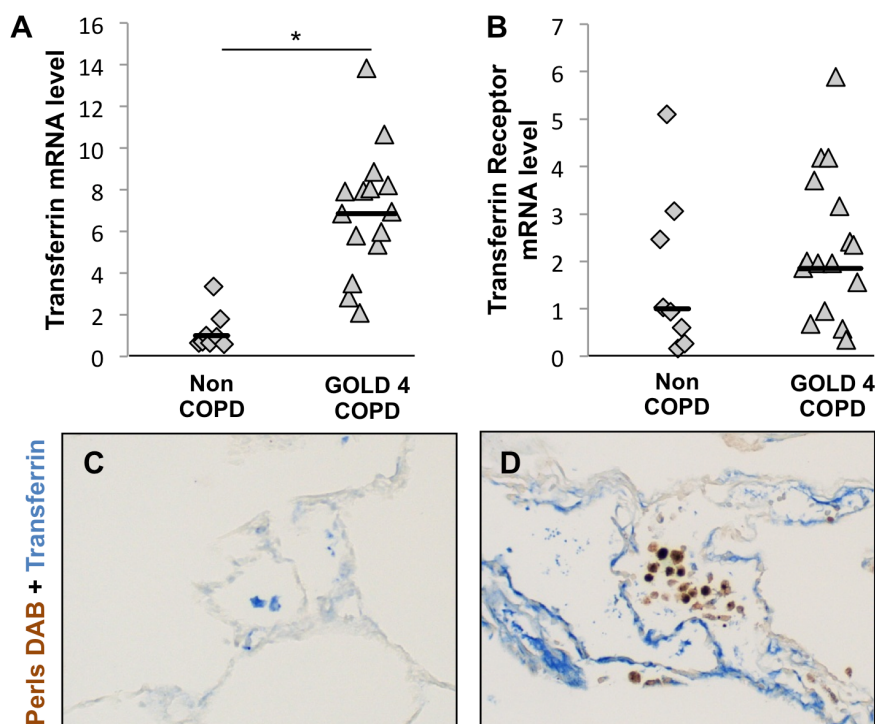 A
Transferrin mRNA level
16
14
12
10
8
6
4
2
0
*
Non
COPD
GOLD 4
COPD
B
Transferrin Receptor
mRNA level
7
6
5
4
3
2
1
0
Non
COPD
GOLD 4
COPD
Perls DAB + Transferrin
C
D